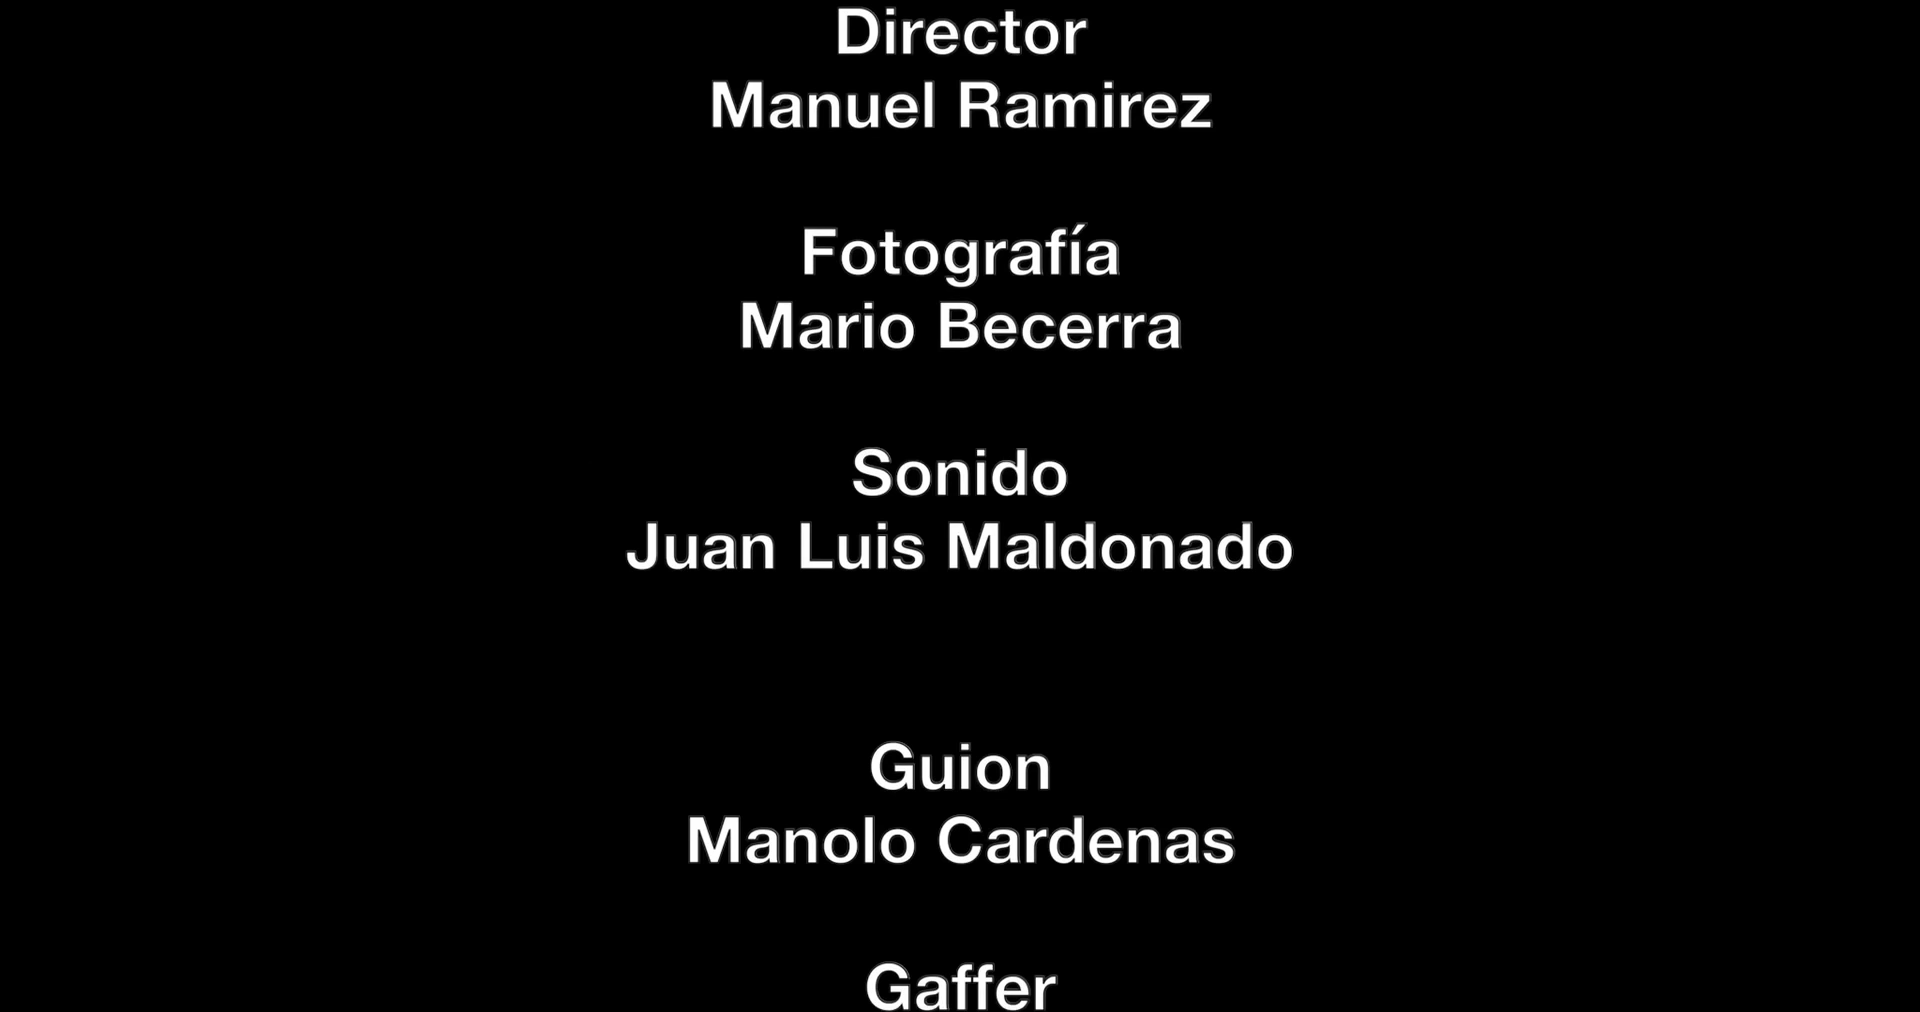 Director
Manuel Ramirez
Fotografía
Mario Becerra
Sonido
Juan Luis Maldonado
Guion
Manolo Cardenas
Gaffer